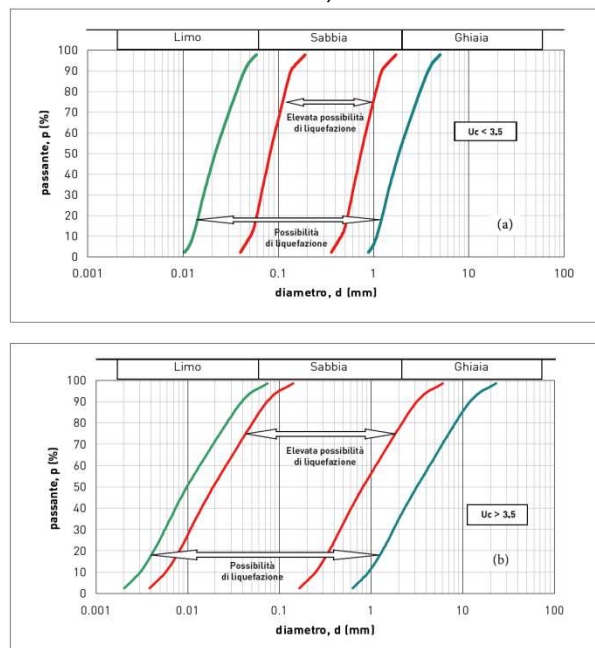 Limo Sabbia Ghiaia
100
90
80
70
60
50
40
30
20
10
0
passante, p (%)
Elevata possibilità
di liquefazione
Uc < 3,5
Possibilità
di liquefazione
(a)
0.001 0.01 0.1 1 10 100
diametro, d (mm)
Limo Sabbia Ghiaia
100
90
80
70
60
50
40
30
20
10
0
passante, p (%)
Elevata possibilità
di liquefazione
Uc > 3,5
Possibilità
di liquefazione
(b)
0.001 0.01 0.1 1 10 100
diametro, d (mm)